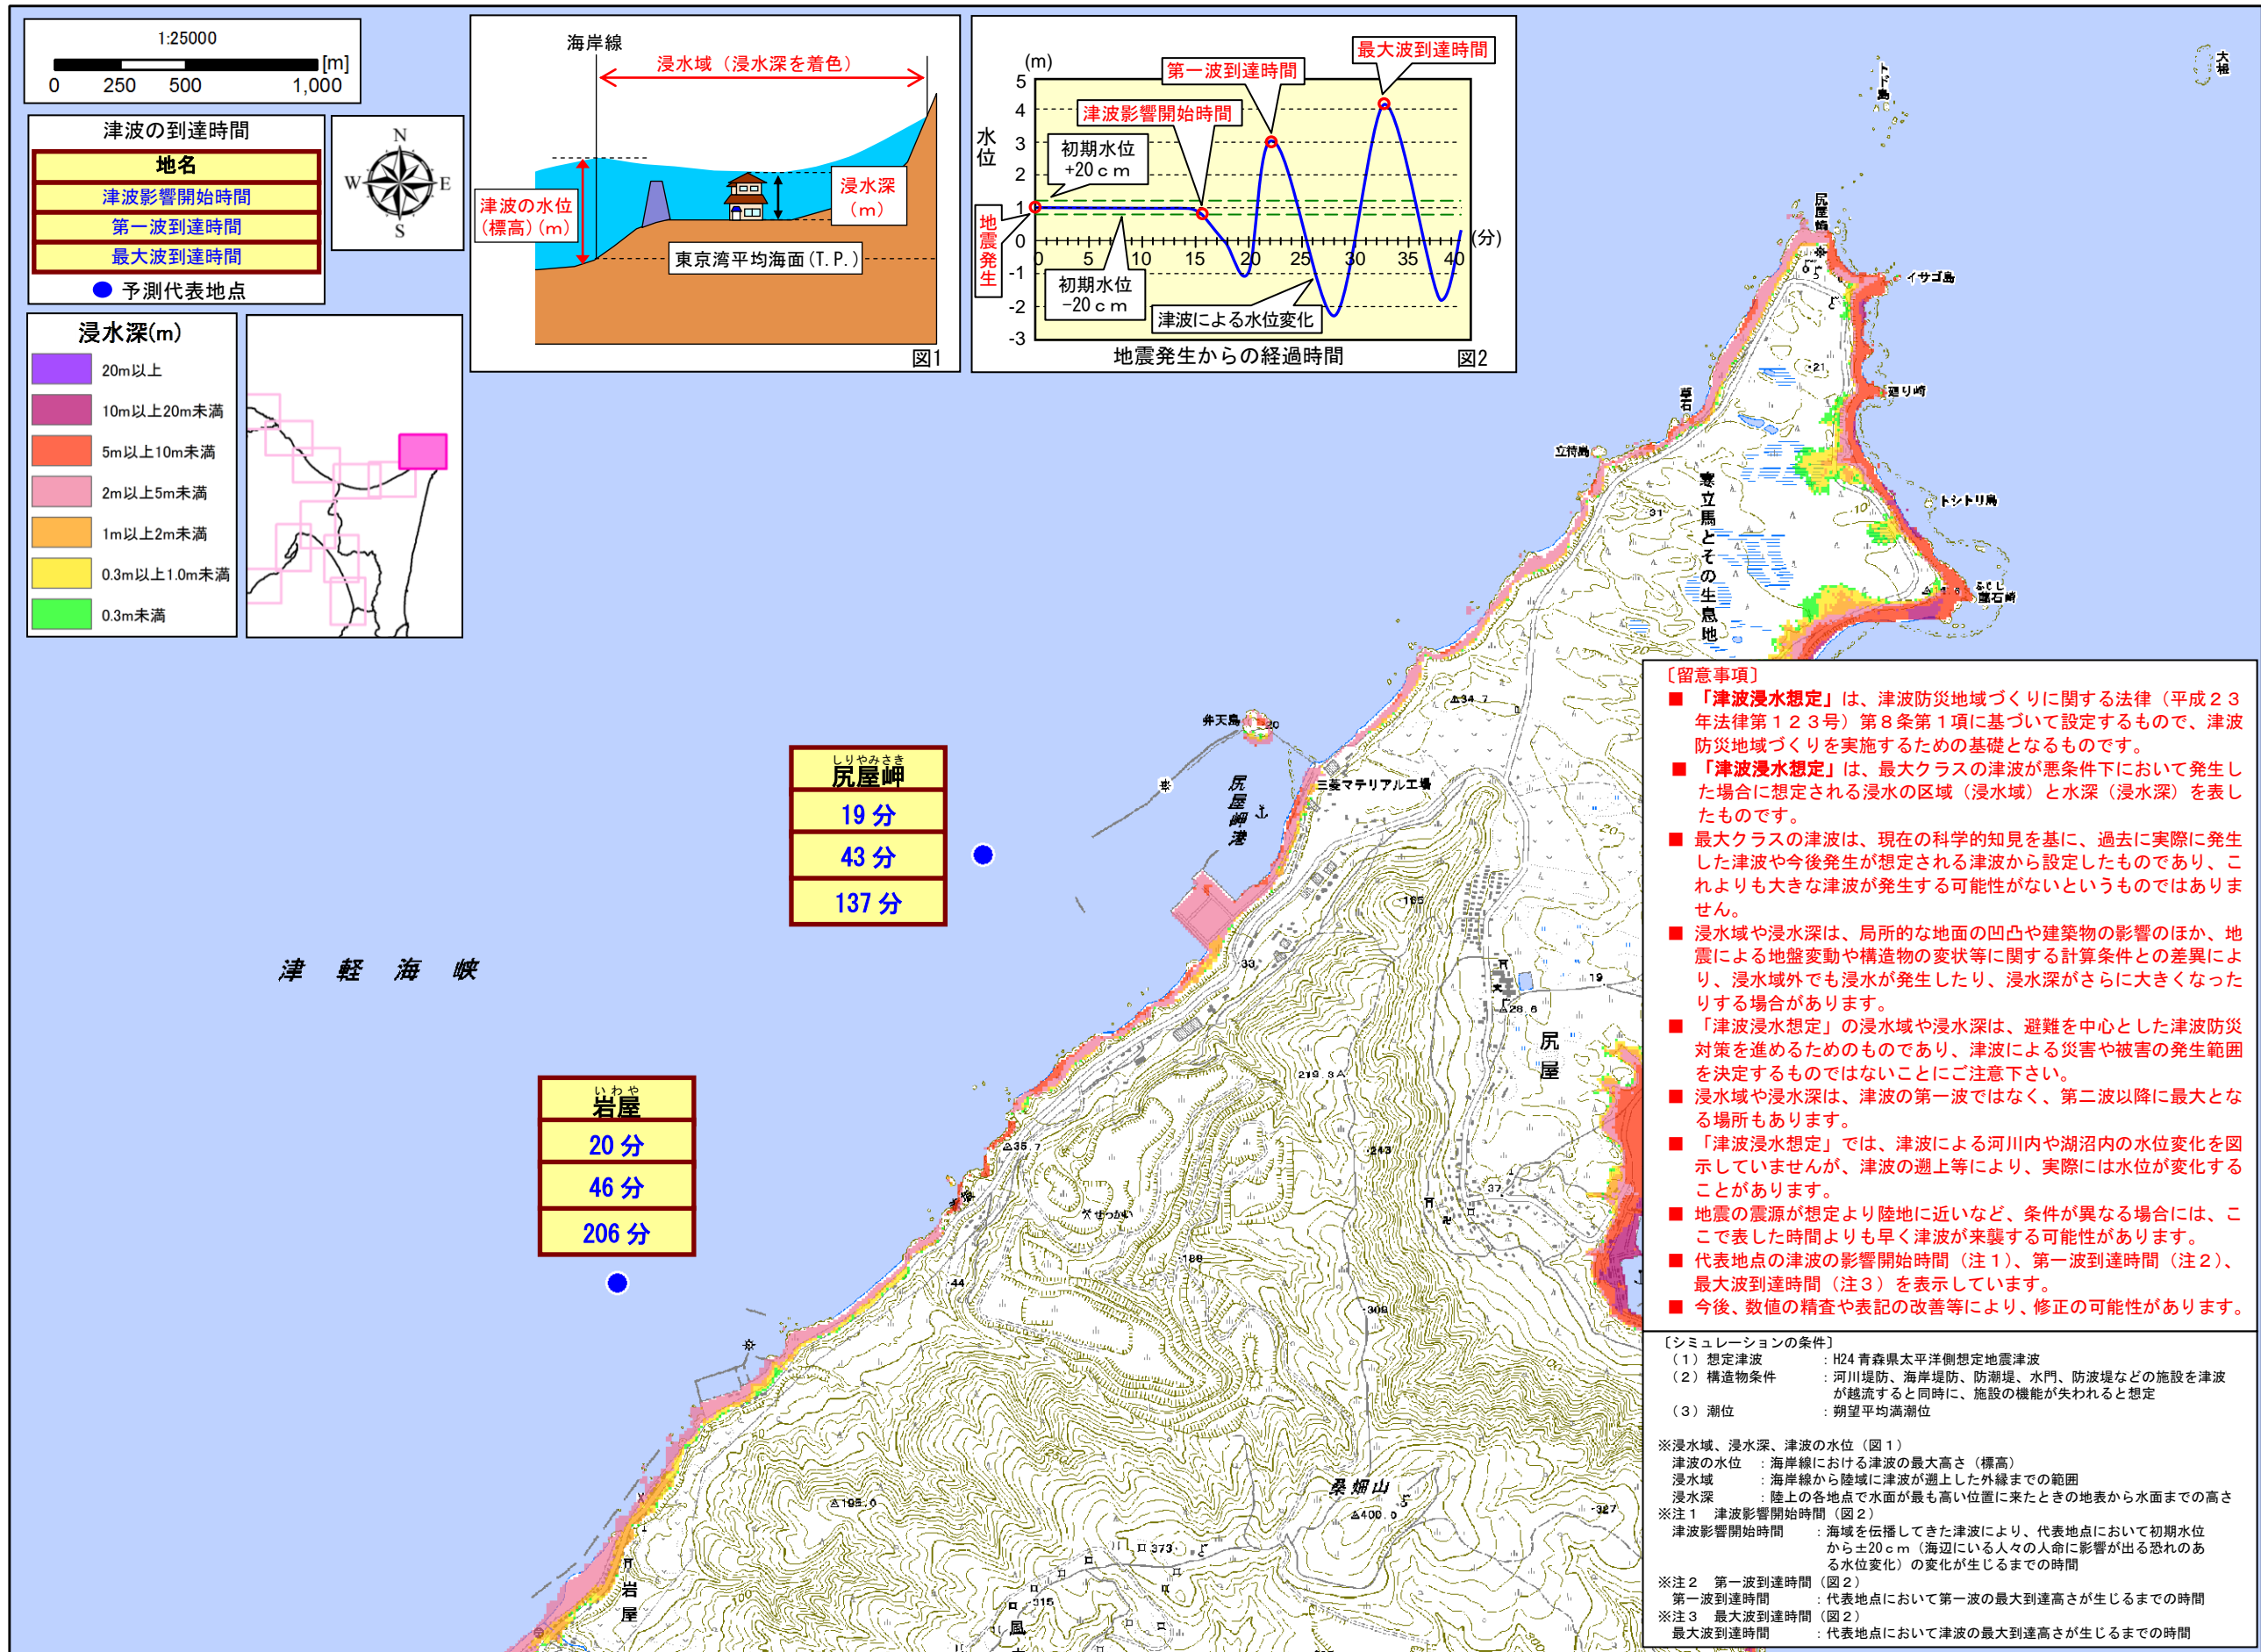 1:25000
[m]
0 250 500 1,000
津波の到達時間
地名
津波影響開始時間
第一波到達時間
最大波到達時間
予測代表地点
N
W E
S
浸水深(m)
20m以上
10m以上20m未満
5m以上10m未満
2m以上5m未満
1m以上2m未満
0.3m以上1.0m未満
0.3m未満
海岸線
浸水域（浸水深を着色）
津波の水位
（標高）（m）
浸水深
（m）
東京湾平均海面(T.P.)
図1
(m)
最大波到達時間
第一波到達時間
津波影響開始時間
水位
初期水位
+20ｃｍ
地震発生
5
4
3
2
1
0
-1
-2
-3
0 5 10 15 20 25 30 35 40
(分)
初期水位
-20ｃｍ
津波による水位変化
地震発生からの経過時間
図2
大根
尻屋崎
イサゴ島
21
廻り崎
草石
立待島
トシトリ島
31
10
寒立馬とその生息地
20
34.7
弁天島
20
尻屋岬港
三菱マテリアル工場
しりやみさき
尻屋岬
19 分
43 分
137 分
津軽海峡
33
19
28.6
尻屋
いわや
岩屋
20 分
46 分
206 分
35.7
243
37
せっかい
188
44
308
桑畑山
400.0
327
373
315
岩屋
風
〔留意事項〕
■ 「津波浸水想定」は、津波防災地域づくりに関する法律（平成２３
年法律第１２３号）第８条第１項に基づいて設定するもので、津波
防災地域づくりを実施するための基礎となるものです。
■ 「津波浸水想定」は、最大クラスの津波が悪条件下において発生し
た場合に想定される浸水の区域（浸水域）と水深（浸水深）を表し
たものです。
■ 最大クラスの津波は、現在の科学的知見を基に、過去に実際に発生
した津波や今後発生が想定される津波から設定したものであり、こ
れよりも大きな津波が発生する可能性がないというものではありま
せん。
■ 浸水域や浸水深は、局所的な地面の凹凸や建築物の影響のほか、地
震による地盤変動や構造物の変状等に関する計算条件との差異によ
り、浸水域外でも浸水が発生したり、浸水深がさらに大きくなった
りする場合があります。
■ 「津波浸水想定」の浸水域や浸水深は、避難を中心とした津波防災
対策を進めるためのものであり、津波による災害や被害の発生範囲
を決定するものではないことにご注意下さい。
■ 浸水域や浸水深は、津波の第一波ではなく、第二波以降に最大とな
る場所もあります。
■ 「津波浸水想定」では、津波による河川内や湖沼内の水位変化を図
示していませんが、津波の遡上等により、実際には水位が変化する
ことがあります。
■ 地震の震源が想定より陸地に近いなど、条件が異なる場合には、こ
こで表した時間よりも早く津波が来襲する可能性があります。
■ 代表地点の津波の影響開始時間（注１）、第一波到達時間（注２）、
最大波到達時間（注３）を表示しています。
■ 今後、数値の精査や表記の改善等により、修正の可能性があります。
〔シミュレーションの条件〕
（１）想定津波 ：H24 青森県太平洋側想定地震津波
（２）構造物条件 ：河川堤防、海岸堤防、防潮堤、水門、防波堤などの施設を津波
が越流すると同時に、施設の機能が失われると想定
（３）潮位 ：朔望平均満潮位
※浸水域、浸水深、津波の水位（図１）
津波の水位 ：海岸線における津波の最大高さ（標高）
浸水域 ：海岸線から陸域に津波が遡上した外縁までの範囲
浸水深 ：陸上の各地点で水面が最も高い位置に来たときの地表から水面までの高さ
※注１ 津波影響開始時間（図２）
津波影響開始時間 ：海域を伝播してきた津波により、代表地点において初期水位
から±20ｃｍ（海辺にいる人々の人命に影響が出る恐れのあ
る水位変化）の変化が生じるまでの時間
※注２ 第一波到達時間（図２）
第一波到達時間 ：代表地点において第一波の最大到達高さが生じるまでの時間
※注３ 最大波到達時間（図２）
最大波到達時間 ：代表地点において津波の最大到達高さが生じるまでの時間